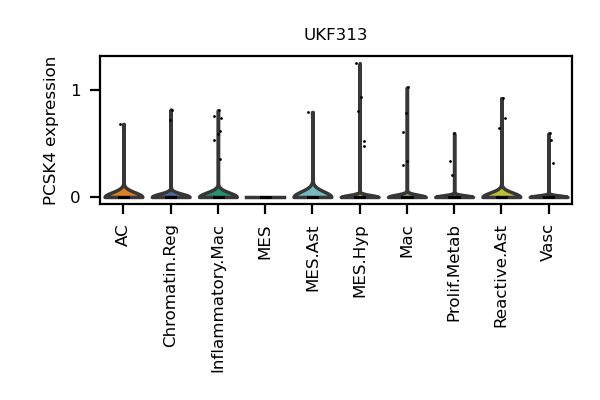 UKF313
PCSK4 expression
1
0
AC
Chromatin.Reg
Inflammatory.Mac
MES
MES.Ast
MES.Hyp
Mac
Prolif.Metab
Reactive.Ast
Vasc